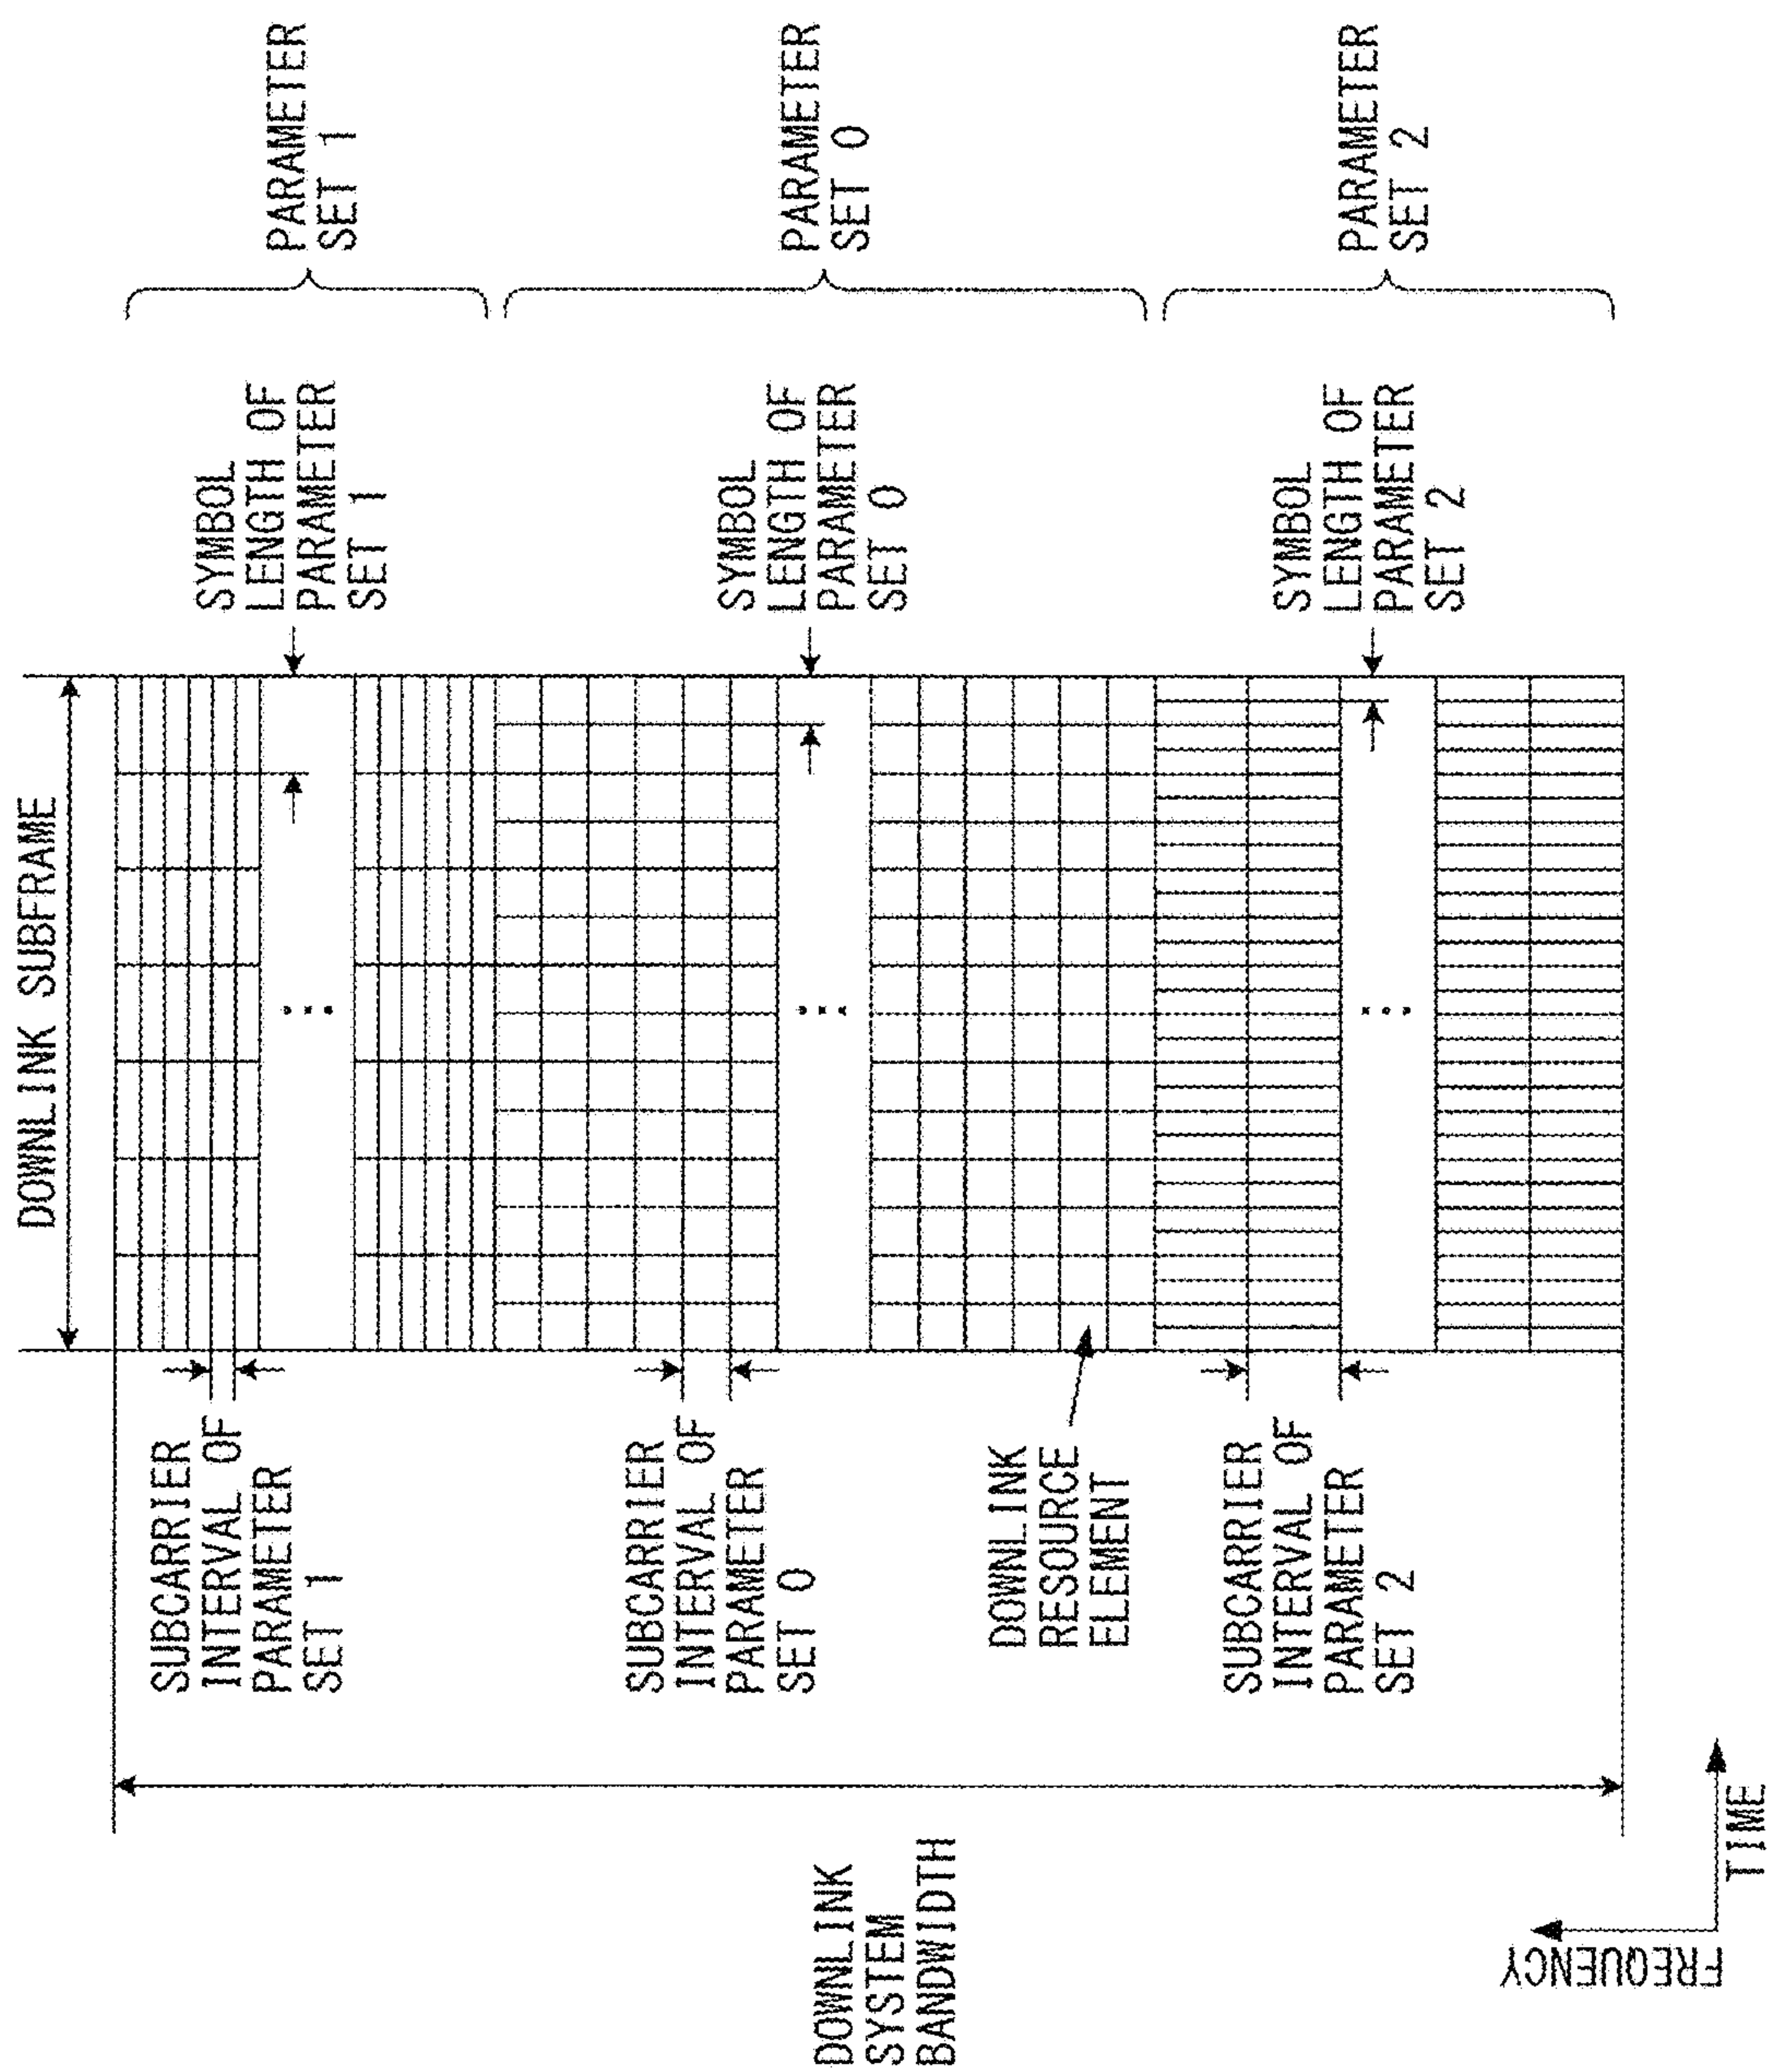 DOWNLINK SUBFRAME
SUBCARRIER
INTERVAL OF
PARAMETER
SET 1
SYMBOL
LENGTH OF
PARAMETER
SET 1
PARAMETER
SET 1
SUBCARRIER
INTERVAL OF
PARAMETER
SET 0
SYMBOL
LENGTH OF
PARAMETER
SET 0
PARAMETER
SET 0
DOWNLINK
SYSTEM
BANDWIDTH
DOWNLINK
RESOURCE
ELEMENT
SUBCARRIER
INTERVAL OF
PARAMETER
SET 2
SYMBOL
LENGTH OF
PARAMETER
SET 2
PARAMETER
SET 2
FREQUENCY
TIME